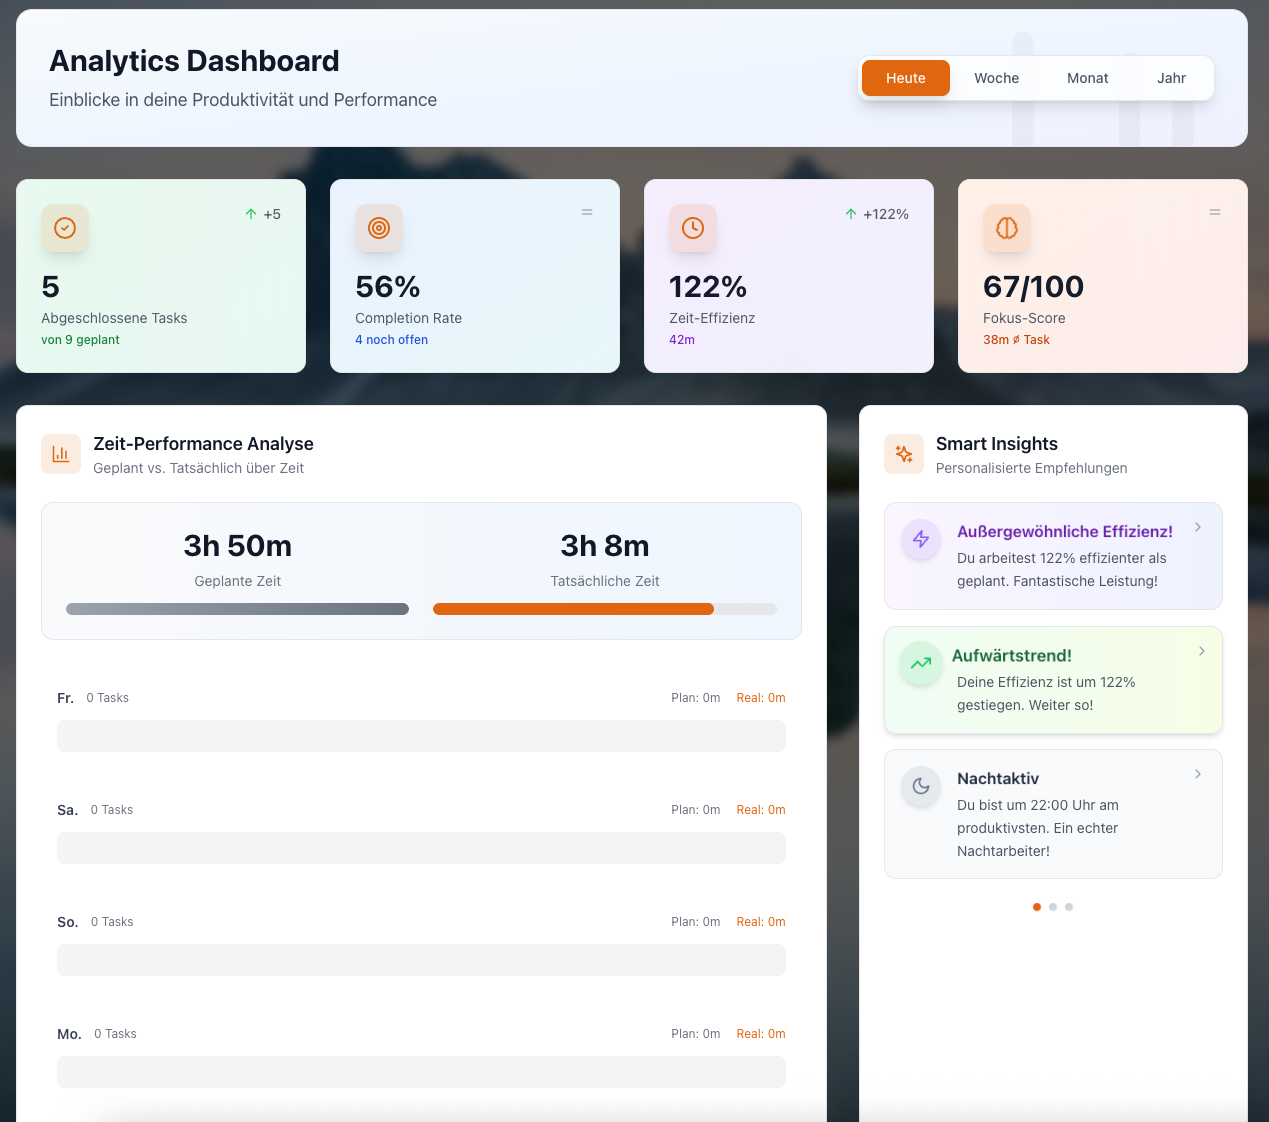 Analytics Dashboard
Einblicke in deine Produktivität und Performance
Heute
Woche
Monat
Jahr
+5
5
Abgeschlossene Tasks
von 9 geplant
56%
Completion Rate
4 noch offen
+122%
122%
Zeit-Effizienz
42m
67/100
Fokus-Score
38m ∅ Task
Zeit-Performance Analyse
Geplant vs. Tatsächlich über Zeit
3h 50m
Geplante Zeit
3h 8m
Tatsächliche Zeit
Fr. 0 Tasks Plan: 0m Real: 0m
Sa. 0 Tasks Plan: 0m Real: 0m
So. 0 Tasks Plan: 0m Real: 0m
Mo. 0 Tasks Plan: 0m Real: 0m
Smart Insights
Personalisierte Empfehlungen
Außergewöhnliche Effizienz!
Du arbeitest 122% effizienter als
geplant. Fantastische Leistung!
Aufwärtstrend!
Deine Effizienz ist um 122%
gestiegen. Weiter so!
Nachtaktiv
Du bist um 22:00 Uhr am
produktivsten. Ein echter
Nachtarbeiter!